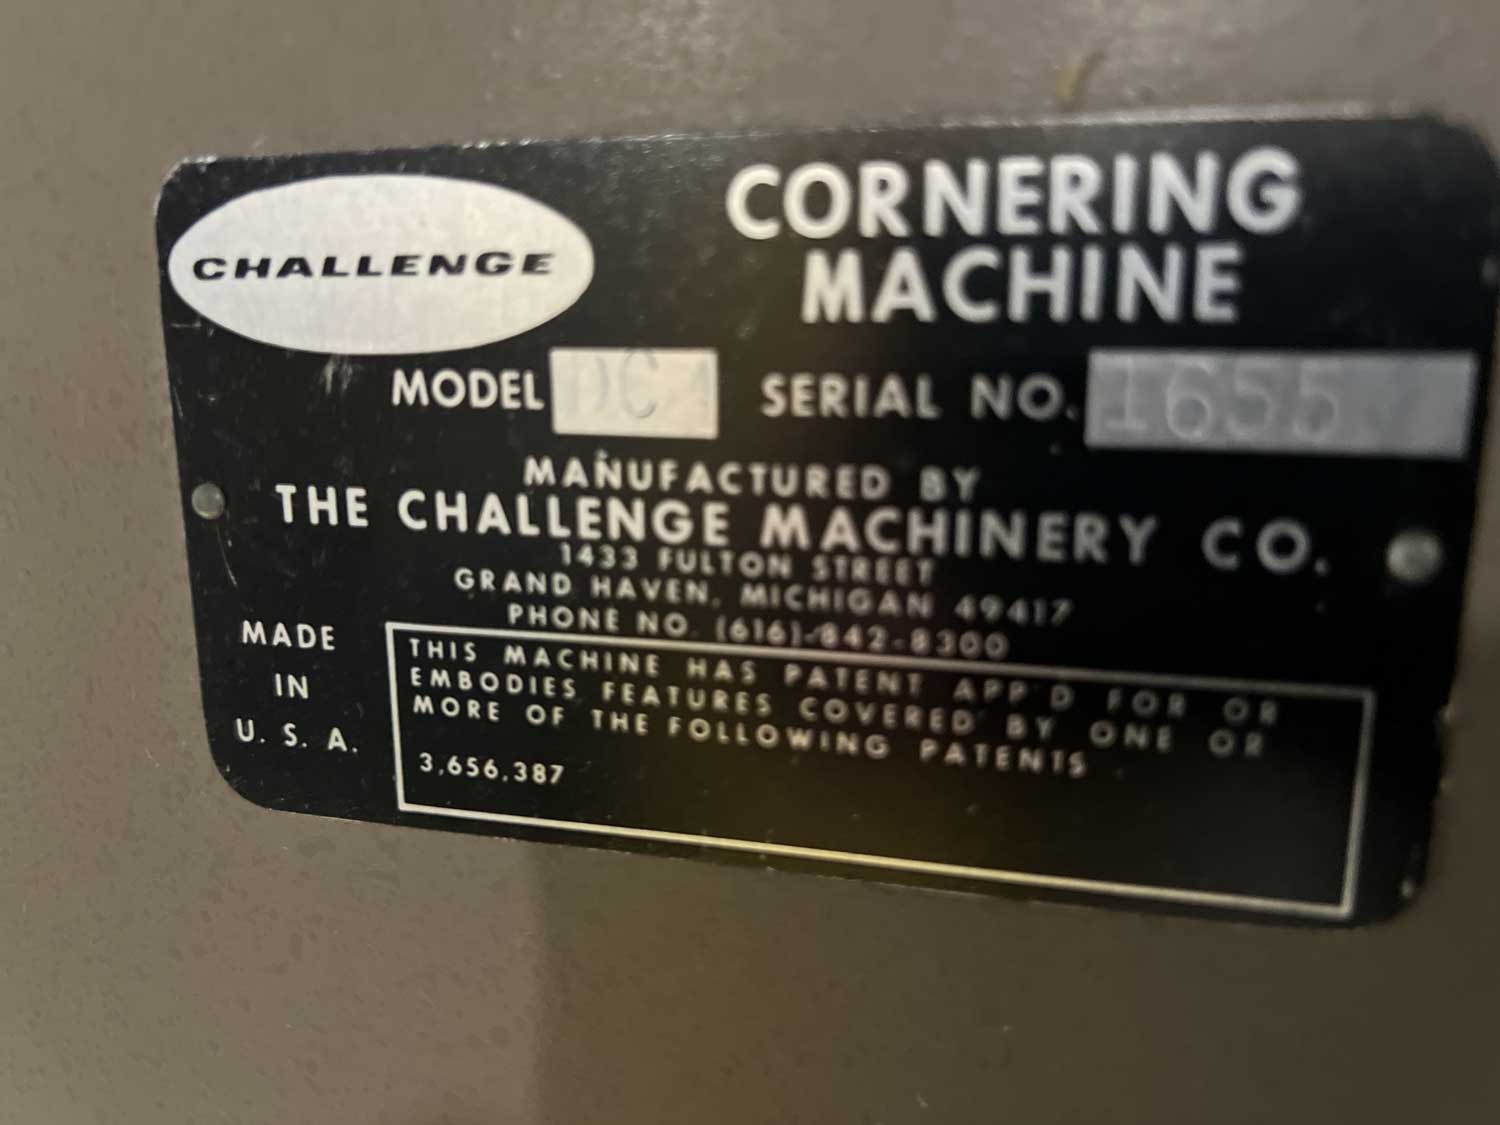 CHALLENGE
CORNERING
MACHINE
MODEL DC SERIAL NO. 1655
MANUFACTURED BY
THE CHALLENGE MACHINERY CO.
1433 FULTON STREET
GRAND HAVEN, MICHIGAN 49417
PHONE NO. (616)-842-8300
MADE
IN
U. S. A.
THIS MACHINE HAS PATENT APP'D FOR OR
EMBODIES FEATURES COVERED BY ONE OR
MORE OF THE FOLLOWING PATENTS
3,656,387